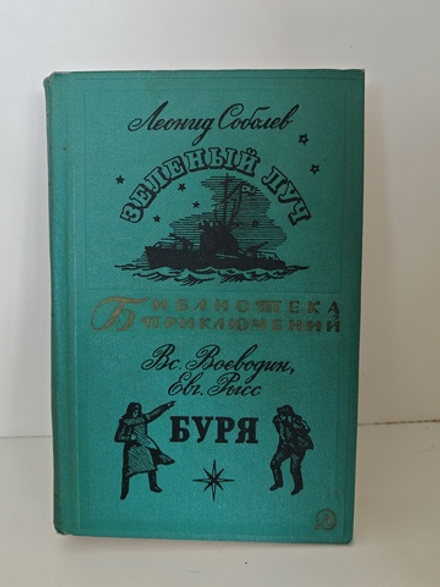 Леонид Соболев
ЗЕЛЕНЫЙ ЛУЧ
БИБЛИОТЕКА
ПРИКЛЮЧЕНИЙ
Вс. Воеводин,
Евг. Рысс
БУРЯ